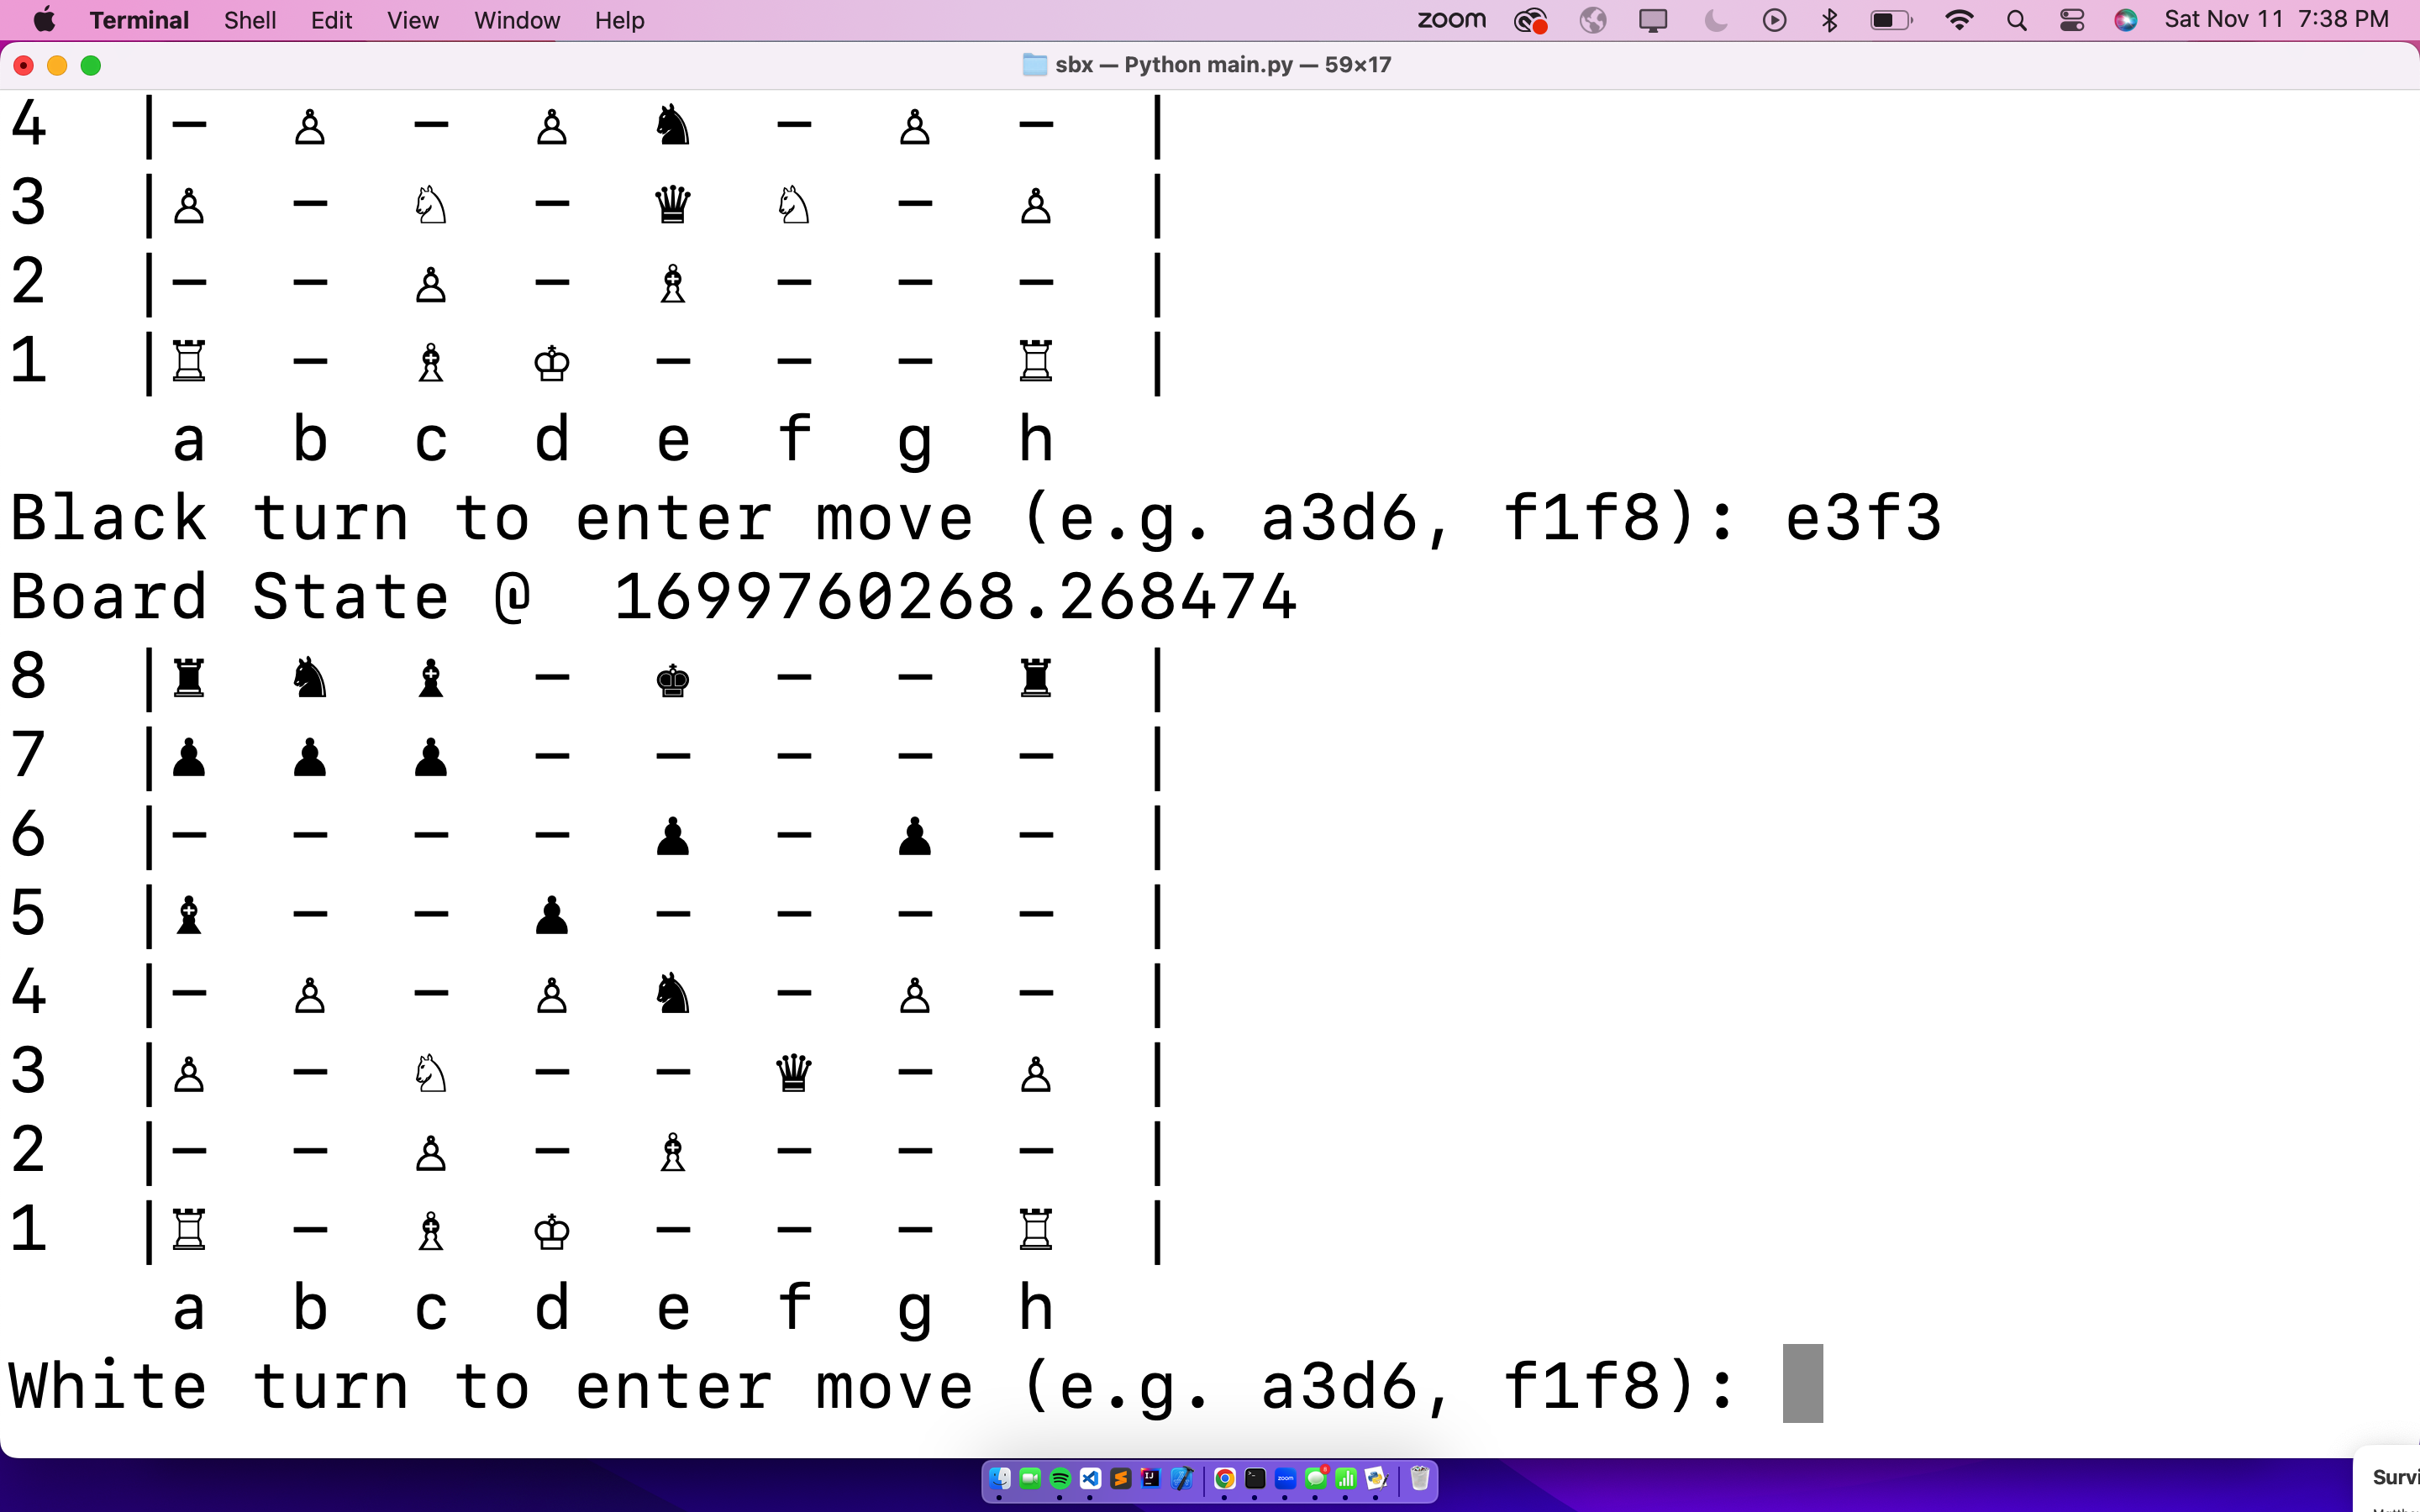 Terminal Shell Edit View Window Help zoom Sat Nov 11 7:38 PM
sbx — Python main.py — 59×17
4 |— ♙ — ♙ ♞ — ♙ — |
3 |♙ — ♘ — ♛ ♘ — ♙ |
2 |— — ♙ — ♗ — — — |
1 |♖ — ♗ ♔ — — — ♖ |
a b c d e f g h
Black turn to enter move (e.g. a3d6, f1f8): e3f3
Board State @ 1699760268.268474
8 |♜ ♞ ♝ — ♚ — — ♜ |
7 |♟ ♟ ♟ — — — — — |
6 |— — — — ♟ — ♟ — |
5 |♝ — — ♟ — — — — |
4 |— ♙ — ♙ ♞ — ♙ — |
3 |♙ — ♘ — — ♛ — ♙ |
2 |— — ♙ — ♗ — — — |
1 |♖ — ♗ ♔ — — — ♖ |
a b c d e f g h
White turn to enter move (e.g. a3d6, f1f8):
Survi
zoom